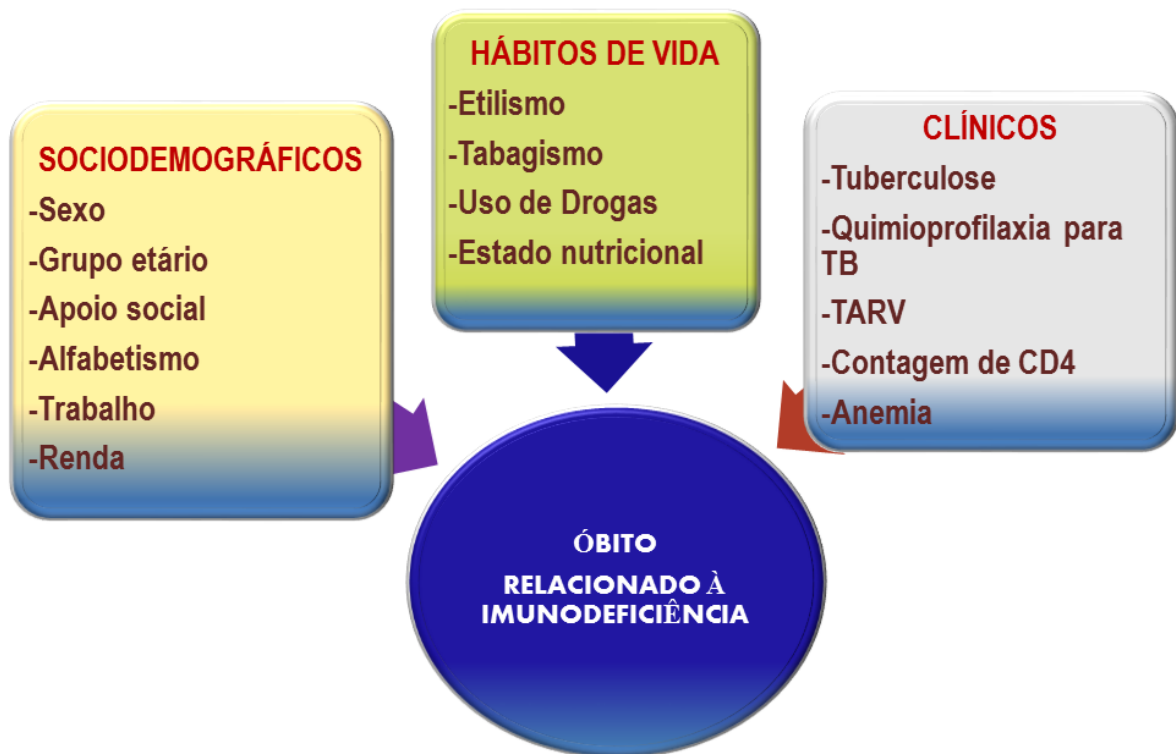 SOCIODEMOGRÁFICOS
-Sexo
-Grupo etário
-Apoio social
-Alfabetismo
-Trabalho
-Renda
HÁBITOS DE VIDA
-Etilismo
-Tabagismo
-Uso de Drogas
-Estado nutricional
CLÍNICOS
-Tuberculose
-Quimioprofilaxia para
TB
-TARV
-Contagem de CD4
-Anemia
ÓBITO
RELACIONADO À
IMUNODEFICIÊNCIA